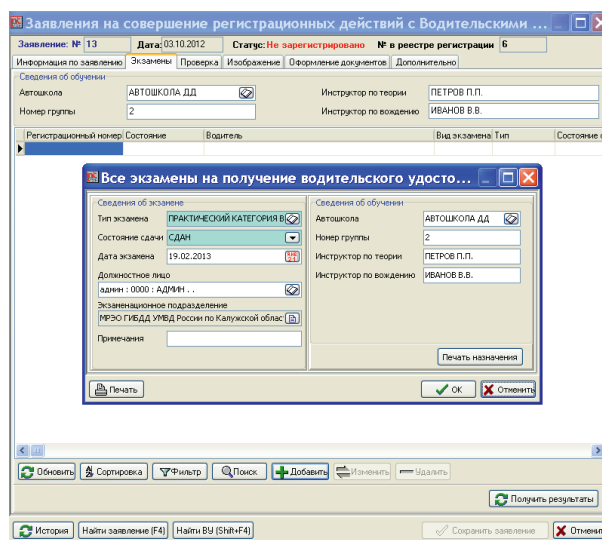 Заявления на совершение регистрационных действий с Водительскими ...
Заявление: № 13 Дата: 03.10.2012 Статус: Не зарегистрировано № в реестре регистрации 6
Информация по заявлению Экзамены Проверка Изображение Оформление документов Дополнительно
Сведения об обучении
Автошкола АВТОШКОЛА ДД Инструктор по теории ПЕТРОВ П.П.
Номер группы 2 Инструктор по вождению ИВАНОВ В.В.
Регистрационный номер Состояние Водитель Вид экзамена Тип Состояние
Все экзамены на получение водительского удосто...
Сведения об экзамене Сведения об обучении
Тип экзамена ПРАКТИЧЕСКИЙ КАТЕГОРИЯ В Автошкола АВТОШКОЛА ДД
Состояние сдачи СДАН Номер группы 2
Дата экзамена 19.02.2013 Инструктор по теории ПЕТРОВ П.П.
Должностное лицо Инструктор по вождению ИВАНОВ В.В.
админ : 0000 : АДМИН . .
Экзаменационное подразделение
МРЭО ГИБДД УМВД России по Калужской облас
Примечания
Печать назначения
Печать ОК Отменить
Обновить Сортировка Фильтр Поиск Добавить Изменить Удалить
Получить результаты
История Найти заявление (F4) Найти ВУ (Shift+F4) Сохранить заявление Отменит